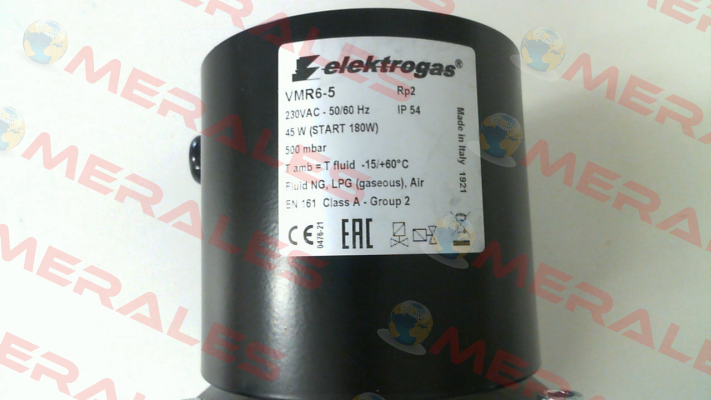 elektrogas®
VMR6-5 Rp2
230VAC - 50/60 Hz IP 54
45 W (START 180W)
500 mbar
T amb = T fluid -15/+60°C
Fluid NG, LPG (gaseous), Air
EN 161 Class A - Group 2
CE 0476-21 EAC
Made in Italy 1921
MERALES
MERALES
MERALES
MERALES
MERALES
MERALES